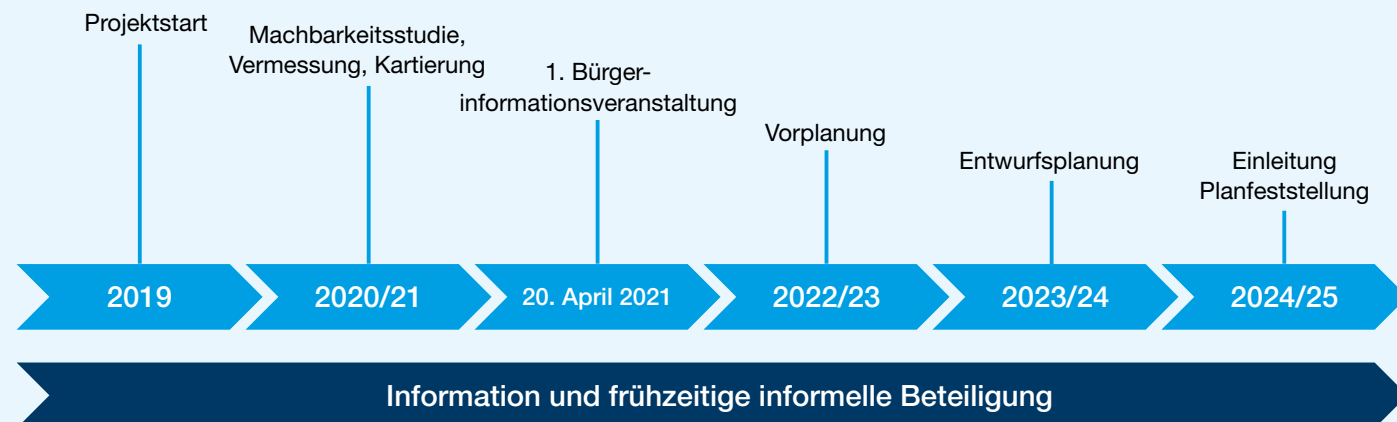 Projektstart
Machbarkeitsstudie,
Vermessung, Kartierung
1. Bürger-
informationsveranstaltung
Vorplanung
Entwurfsplanung
Einleitung
Planfeststellung
2019
2020/21
20. April 2021
2022/23
2023/24
2024/25
Information und frühzeitige informelle Beteiligung